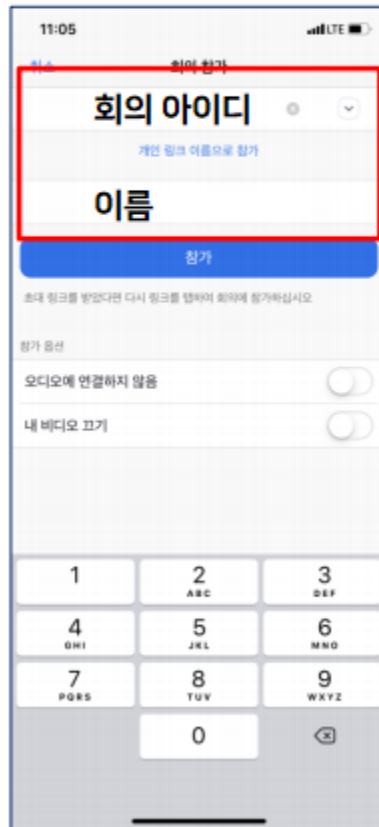 11:05
LTE
취소
회의 참가
회의 아이디
개인 링크 이름으로 참가
이름
참가
초대 링크를 받았다면 다시 링크를 탭하여 회의에 참가하십시오
참가 옵션
오디오에 연결하지 않음
내 비디오 끄기
1
2
ABC
3
DEF
4
GHI
5
JKL
6
MNO
7
PQRS
8
TUV
9
WXYZ
0